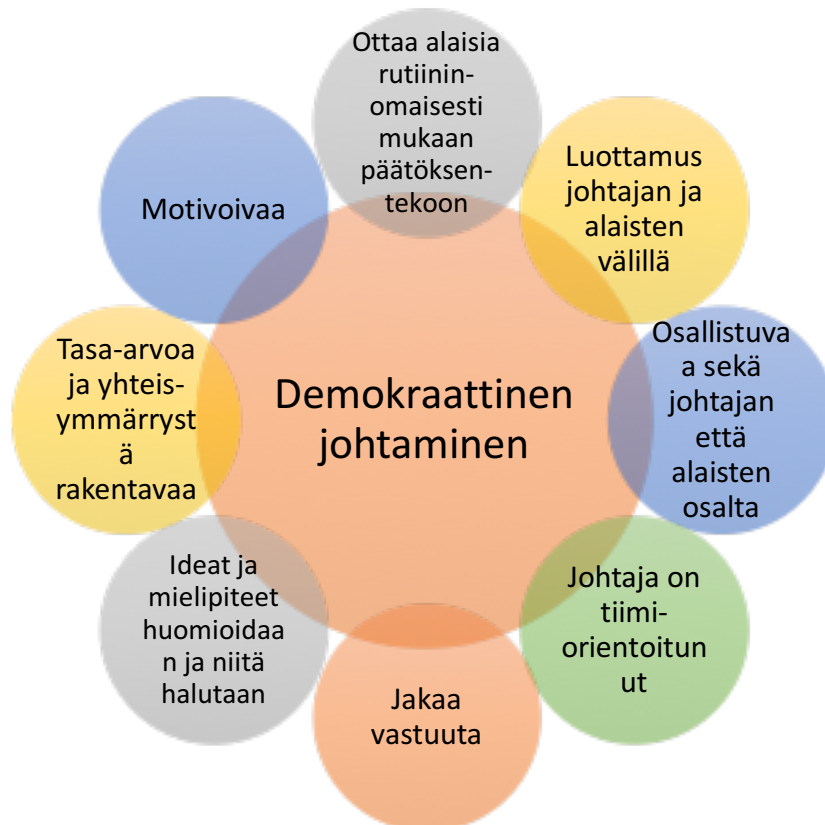 Ottaa alaisia
rutiinin-
omaisesti
mukaan
päätöksen-
tekoon
Luottamus
johtajan ja
alaisten
välillä
Osallistuva
a sekä
johtajan
että
alaisten
osalta
Johtaja on
tiimi-
orientoitun
ut
Jakaa
vastuuta
Ideat ja
mielipiteet
huomioidaa
n ja niitä
halutaan
Tasa-arvoa
ja yhteis-
ymmärryst
ä
rakentavaa
Motivoivaa
Demokraattinen
johtaminen